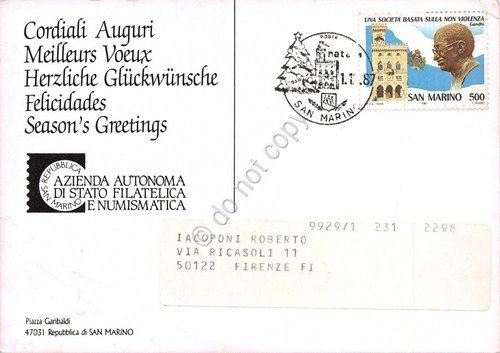 Cordiali Auguri
Meilleurs Voeux
Herzliche Glückwünsche
Felicidades
Season's Greetings
SAN REPUBBLICA MARINO
AZIENDA AUTONOMA
DI STATO FILATELICA
E NUMISMATICA
POSTE
SAN MARINO
UNA SOCIETÀ BASATA SULLA NON VIOLENZA
Gandhi
SAN MARINO 500
do not copy
9929/1 231 2298
IACOPONI ROBERTO
VIA RICASOLI 11
50122 FIRENZE FI
Piazza Garibaldi
47031 Repubblica di SAN MARINO